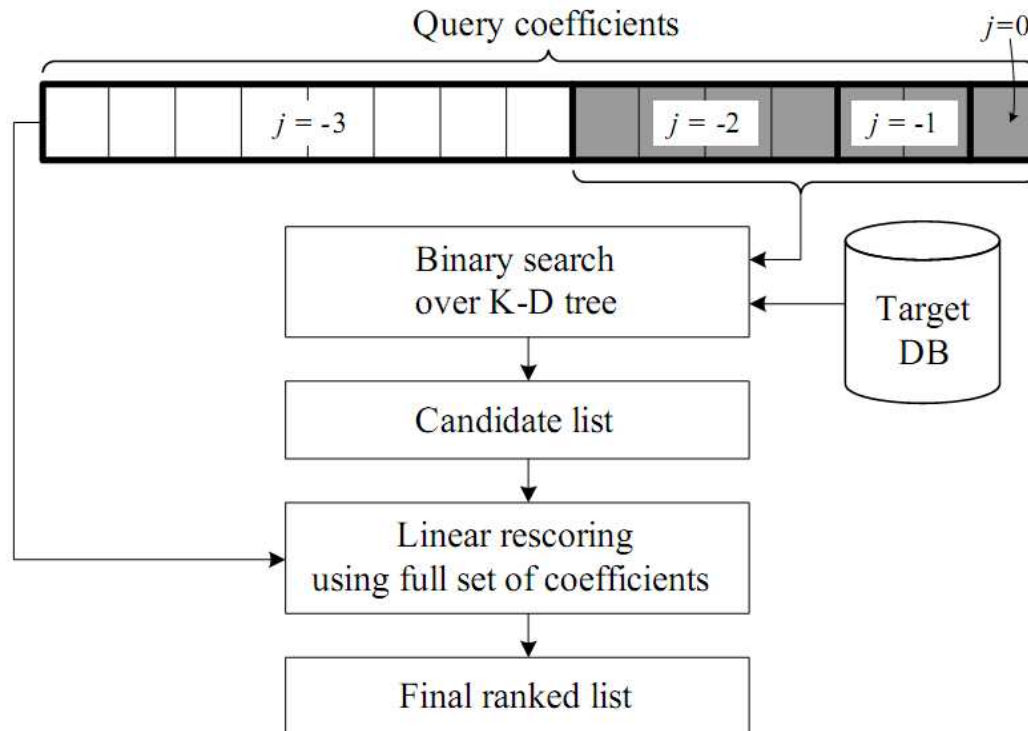 Query coefficients
j=0
j = -3
j = -2
j = -1
Binary search
over K-D tree
Target
DB
Candidate list
Linear rescoring
using full set of coefficients
Final ranked list